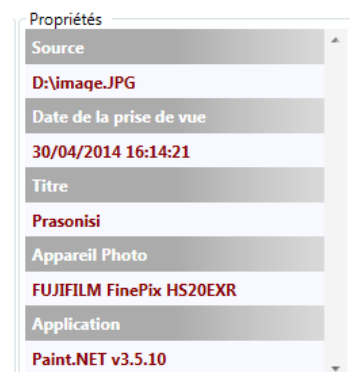 Propriétés
Source
D:\image.JPG
Date de la prise de vue
30/04/2014 16:14:21
Titre
Prasonisi
Appareil Photo
FUJIFILM FinePix HS20EXR
Application
Paint.NET v3.5.10